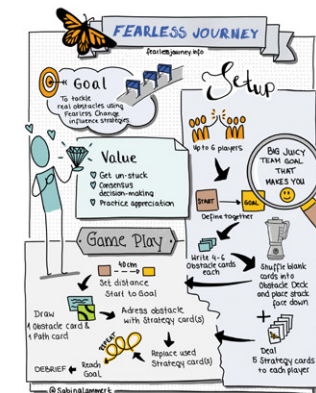 FEARLESS JOURNEY
fearlessjourney.info
Goal
To tackle
real obstacles using
Fearless Change
influence strategies
Setup
Up to 6 players
BIG JUICY
TEAM GOAL
THAT
MAKES YOU
START
GOAL
Define together
Value
Get un-stuck
Consensus
decision-making
Practice appreciation
Write 4-6
Obstacle cards
each
Shuffle blank
cards into
Obstacle Deck
and place stack
face down
+
Deal
5 Strategy cards
to each player
Game Play
40cm
Set distance
Start to Goal
Draw
1 Obstacle card &
1 Path card
Adress obstacle
with Strategy card(s)
Replace used
Strategy card(s)
REPEAT
Reach
Goal
DEBRIEF
@SabinaLammert